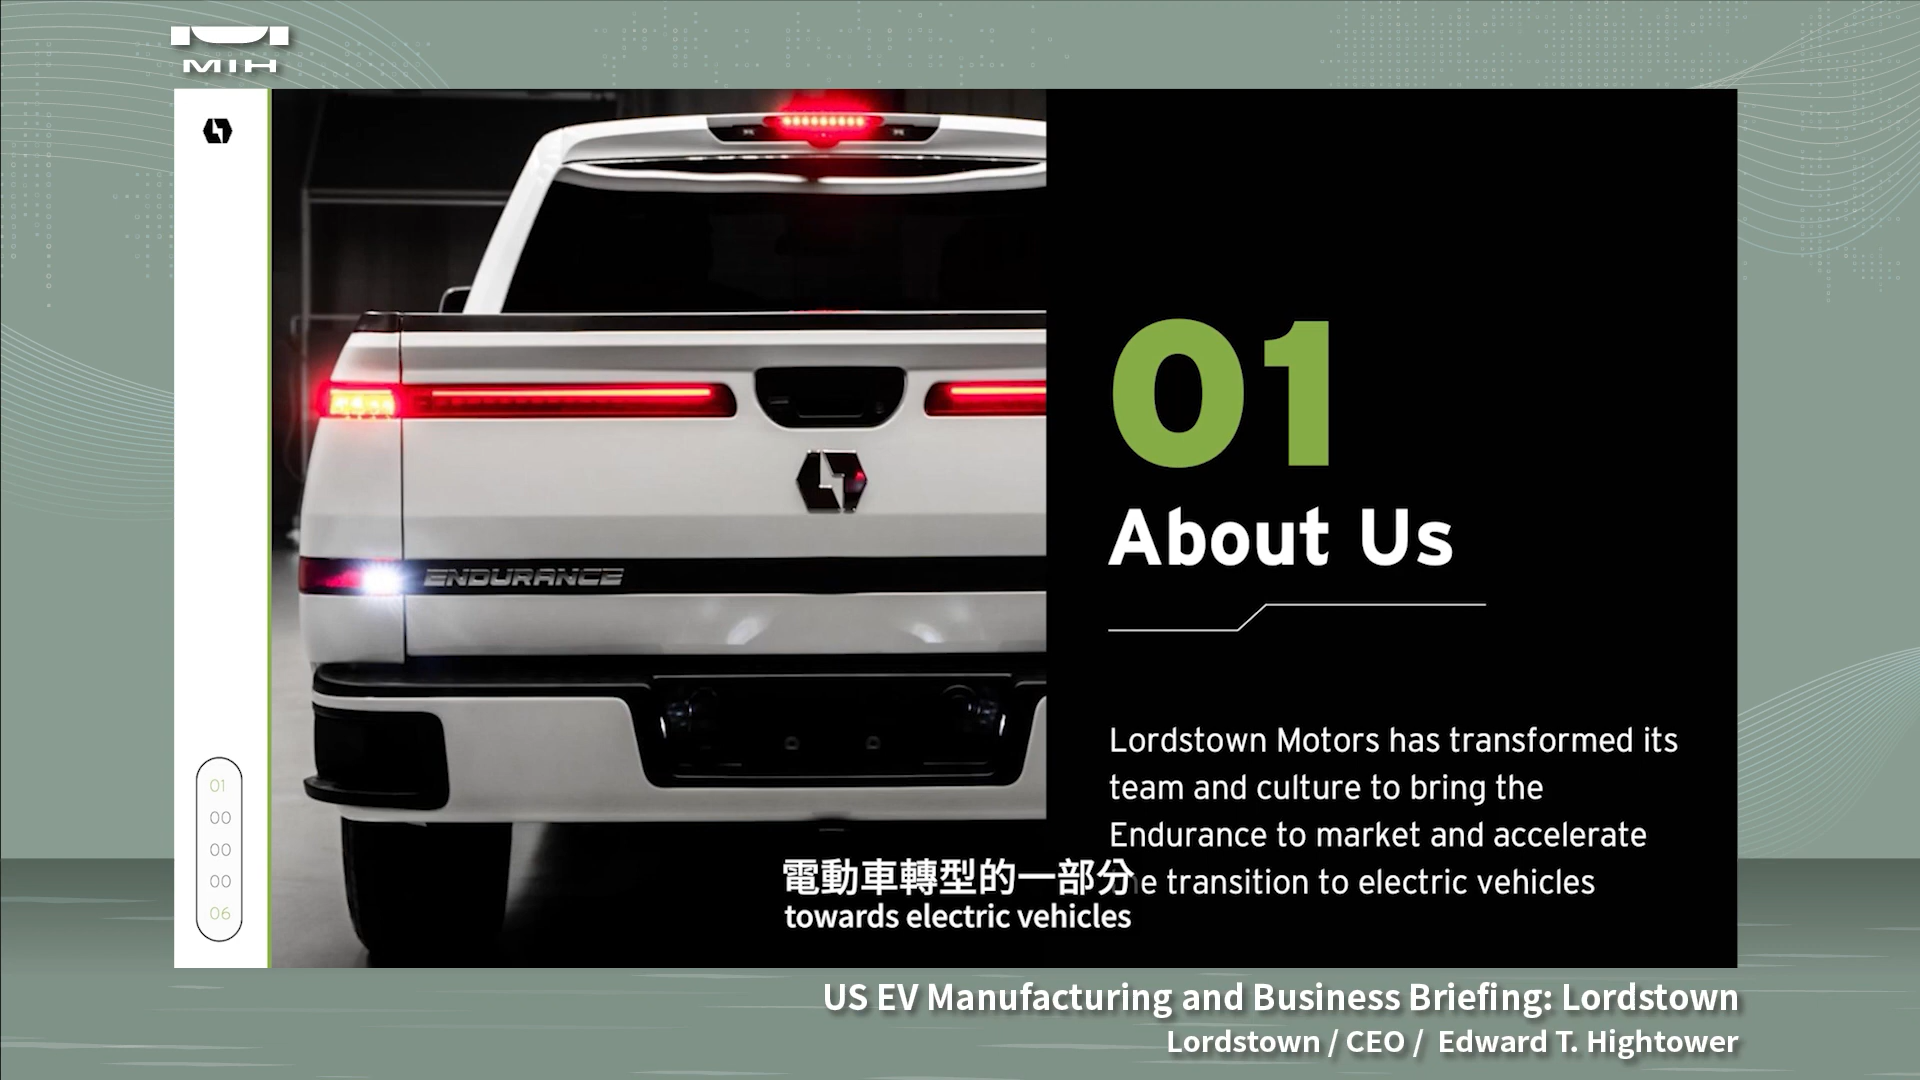 MIH
01
About Us
ENDURANCE
Lordstown Motors has transformed its
team and culture to bring the
Endurance to market and accelerate
the transition to electric vehicles
01
00
00
00
06
電動車轉型的一部分
towards electric vehicles
US EV Manufacturing and Business Briefing: Lordstown
Lordstown / CEO / Edward T. Hightower